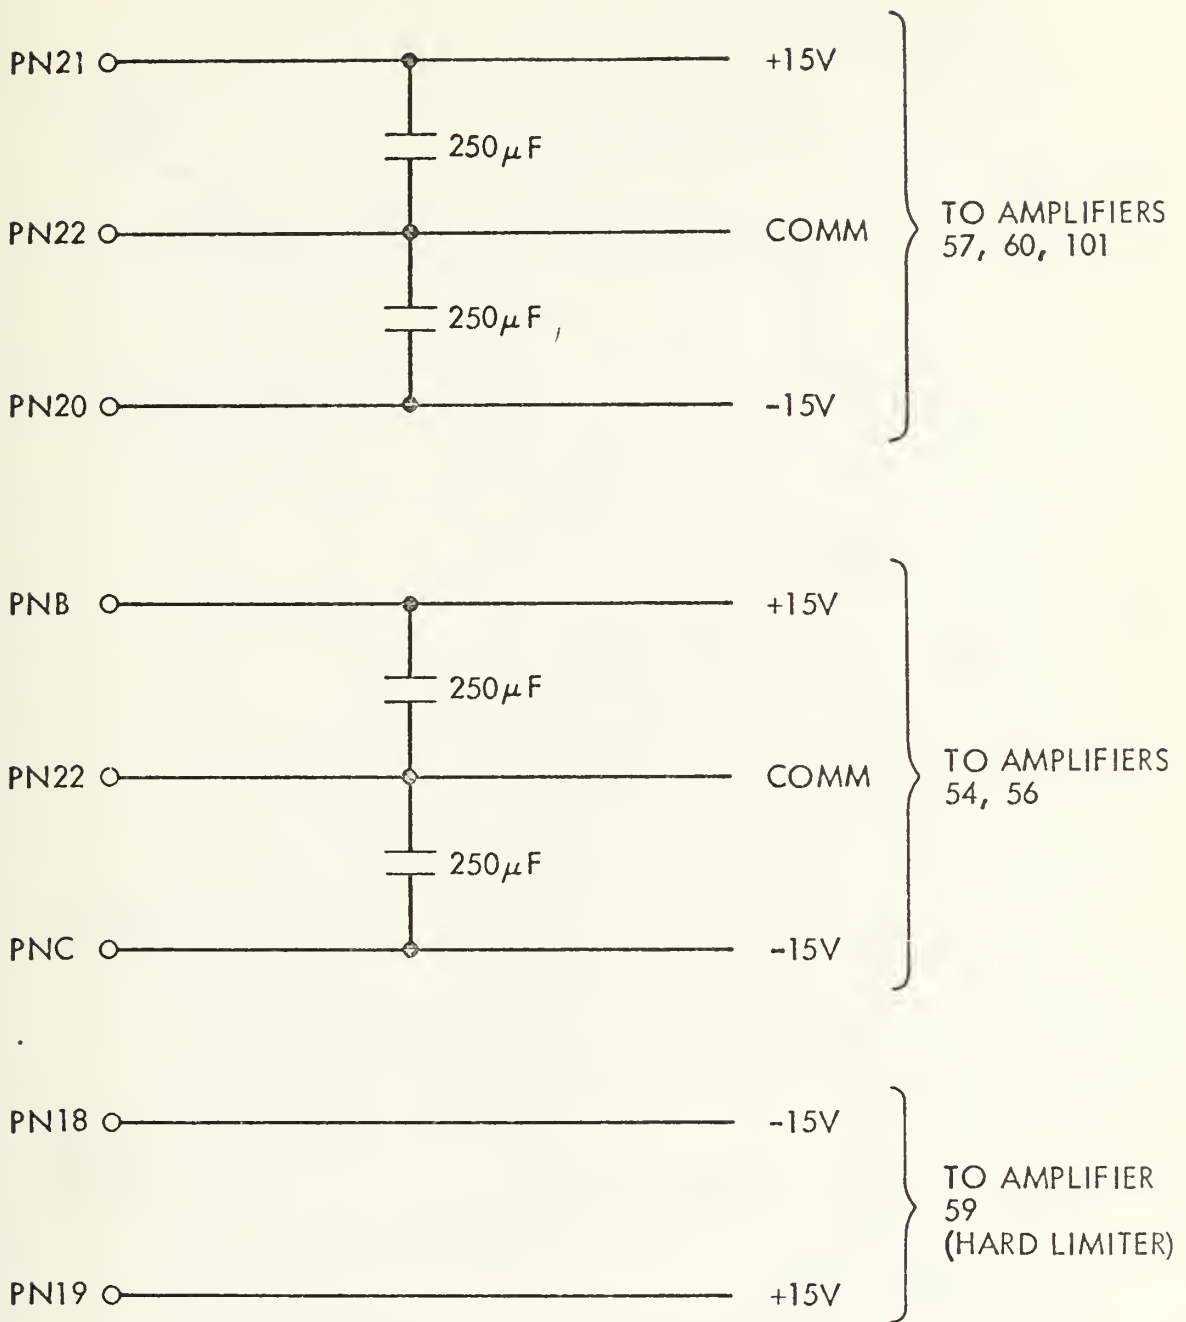 PN21 +15V
250μF
PN22 COMM
TO AMPLIFIERS
57, 60, 101
250μF
PN20 -15V
PNB +15V
250μF
PN22 COMM
TO AMPLIFIERS
54, 56
250μF
PNC -15V
PN18 -15V
TO AMPLIFIER
59
(HARD LIMITER)
PN19 +15V